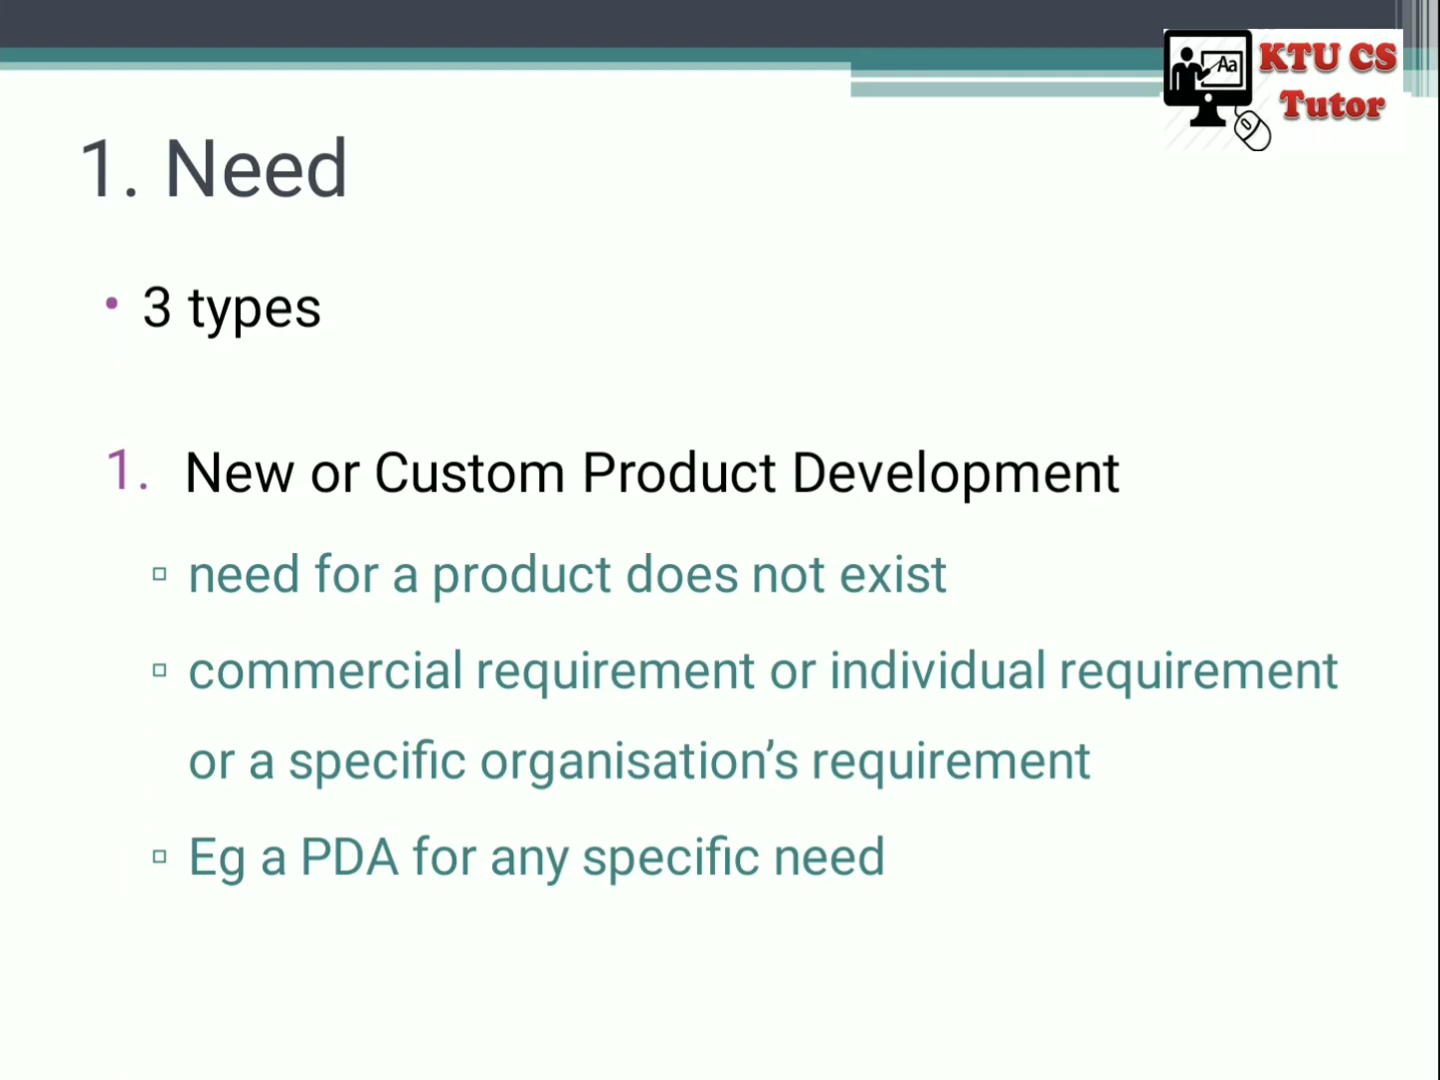 Aa
KTU CS
Tutor
1. Need
• 3 types
1. New or Custom Product Development
▫ need for a product does not exist
▫ commercial requirement or individual requirement
or a specific organisation’s requirement
▫ Eg a PDA for any specific need